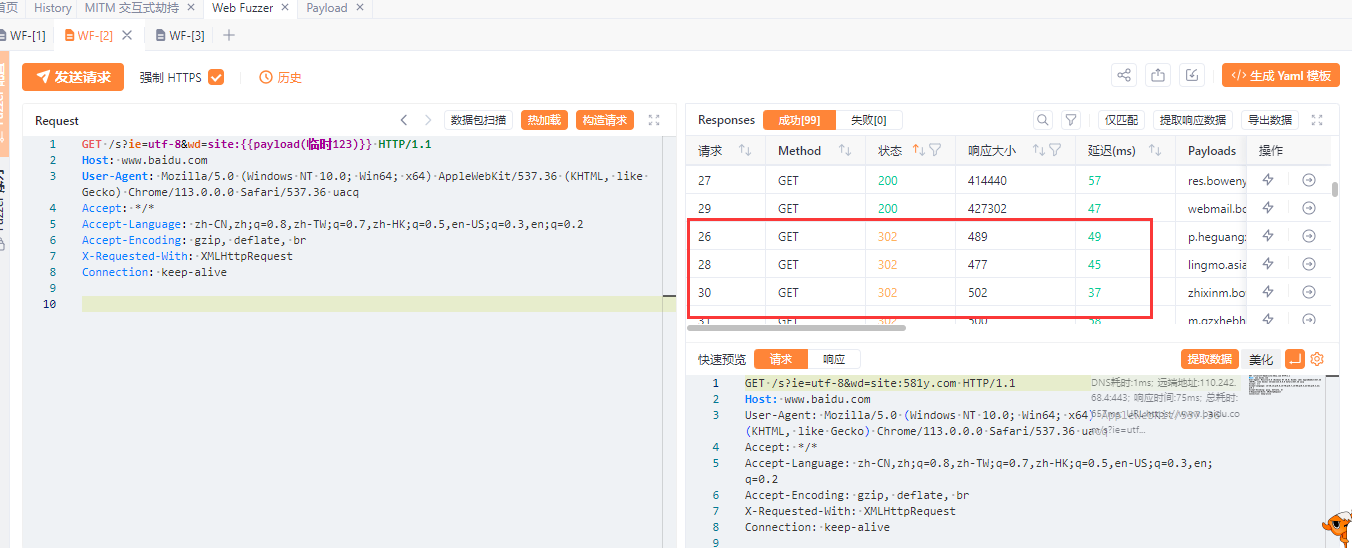 首页 History MITM 交互式劫持 Web Fuzzer Payload
WF-[1] WF-[2] WF-[3]
发送请求 强制 HTTPS 历史 生成 Yaml 模板
Request 数据包扫描 热加载 构造请求
1 GET /s?ie=utf-8&wd=site:{{payload(临时123)}} HTTP/1.1
2 Host: www.baidu.com
3 User-Agent: Mozilla/5.0 (Windows NT 10.0; Win64; x64) AppleWebKit/537.36 (KHTML, like
Gecko) Chrome/113.0.0.0 Safari/537.36 uacq
4 Accept: */*
5 Accept-Language: zh-CN,zh;q=0.8,zh-TW;q=0.7,zh-HK;q=0.5,en-US;q=0.3,en;q=0.2
6 Accept-Encoding: gzip, deflate, br
7 X-Requested-With: XMLHttpRequest
8 Connection: keep-alive
9
10
Responses 成功[99] 失败[0] 仅匹配 提取响应数据 导出数据
请求 Method 状态 响应大小 延迟(ms) Payloads 操作
27 GET 200 414440 57 res.boweny
29 GET 200 427302 47 webmail.bo
26 GET 302 489 49 p.heguang
28 GET 302 477 45 lingmo.asia
30 GET 302 502 37 zhixinm.bo
31 GET 302 500 58 m.gzxhebh
快速预览 请求 响应 提取数据 美化
1 GET /s?ie=utf-8&wd=site:581y.com HTTP/1.1
2 Host: www.baidu.com
3 User-Agent: Mozilla/5.0 (Windows NT 10.0; Win64; x64) AppleWebKit/537.36
(KHTML, like Gecko) Chrome/113.0.0.0 Safari/537.36 uacq
4 Accept: */*
5 Accept-Language: zh-CN,zh;q=0.8,zh-TW;q=0.7,zh-HK;q=0.5,en-US;q=0.3,en;
q=0.2
6 Accept-Encoding: gzip, deflate, br
7 X-Requested-With: XMLHttpRequest
8 Connection: keep-alive
9
DNS耗时:1ms; 远端地址:110.242.
68.4:443; 响应时间:75ms; 总耗时:
m/s?ie=utf...